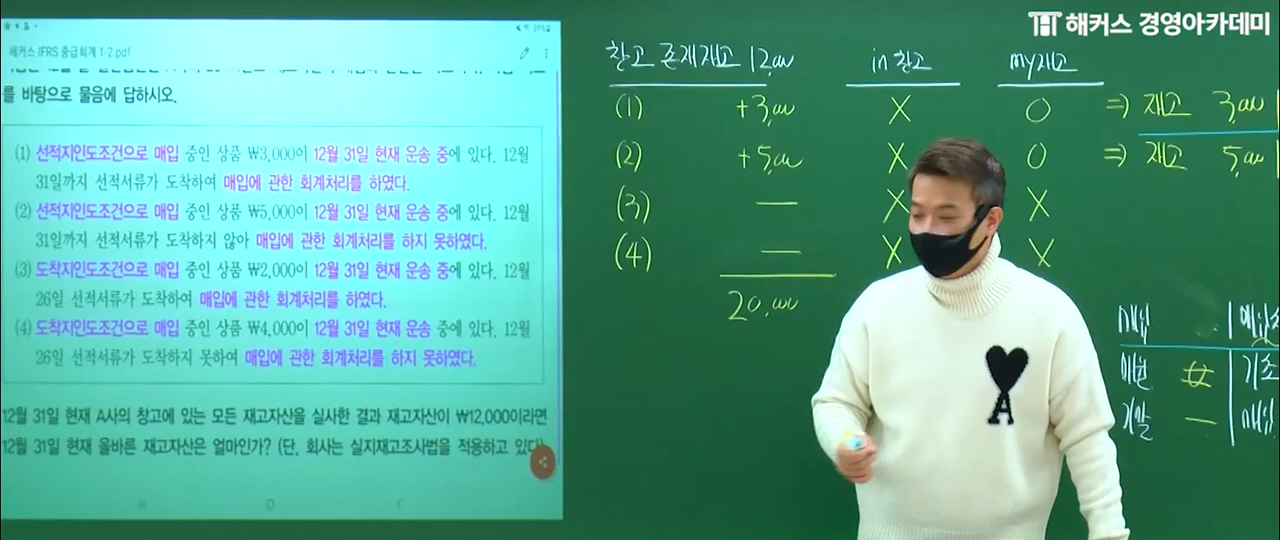 해커스 경영아카데미
해커스 IFRS 중급회계 1-2.pdf
를 바탕으로 물음에 답하시오.
(1) 선적지인도조건으로 매입 중인 상품 ₩3,000이 12월 31일 현재 운송 중에 있다. 12월
31일까지 선적서류가 도착하여 매입에 관한 회계처리를 하였다.
(2) 선적지인도조건으로 매입 중인 상품 ₩5,000이 12월 31일 현재 운송 중에 있다. 12월
31일까지 선적서류가 도착하지 않아 매입에 관한 회계처리를 하지 못하였다.
(3) 도착지인도조건으로 매입 중인 상품 ₩2,000이 12월 31일 현재 운송 중에 있다. 12월
26일 선적서류가 도착하여 매입에 관한 회계처리를 하였다.
(4) 도착지인도조건으로 매입 중인 상품 ₩4,000이 12월 31일 현재 운송 중에 있다. 12월
26일 선적서류가 도착하지 못하여 매입에 관한 회계처리를 하지 못하였다.
12월 31일 현재 A사의 창고에 있는 모든 재고자산을 실사한 결과 재고자산이 ₩12,000이라면
12월 31일 현재 올바른 재고자산은 얼마인가? (단, 회사는 실지재고조사법을 적용하고 있다)
창고 존재재고 12,000 in 창고 my재고
(1) +3,000 X O ⇒ 재고 3,000
(2) +5,000 X O ⇒ 재고 5,000
(3) — X X
(4) — X X
20,000
매입
기초
기말 — 매입
A